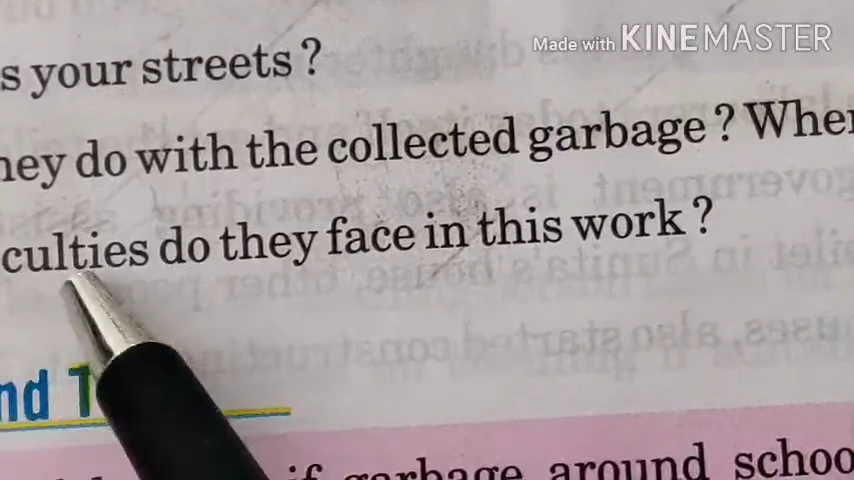 Made with KINEMASTER
s your streets ?
hey do with the collected garbage ? Wher
culties do they face in this work ?
nd T
if garbage around schoo